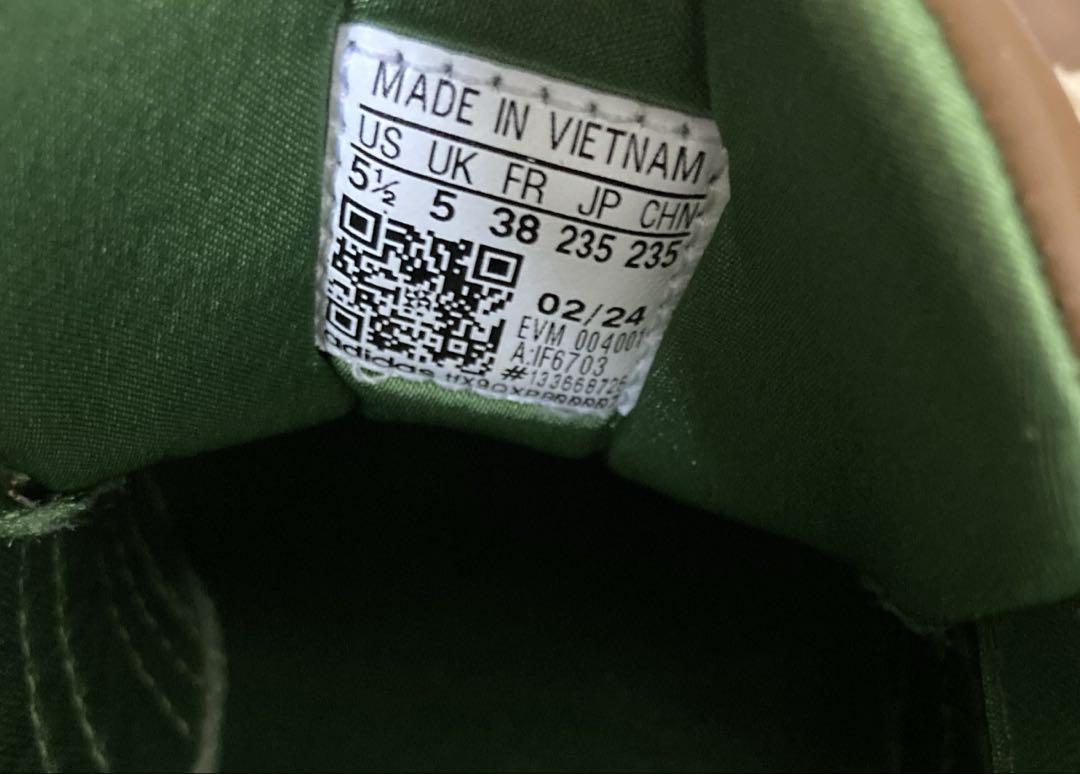 MADE IN VIETNAM
US UK FR JP CHN
5½ 5 38 235 235
02/24
EVM 004001
A:IF6703
#133668726
adidas